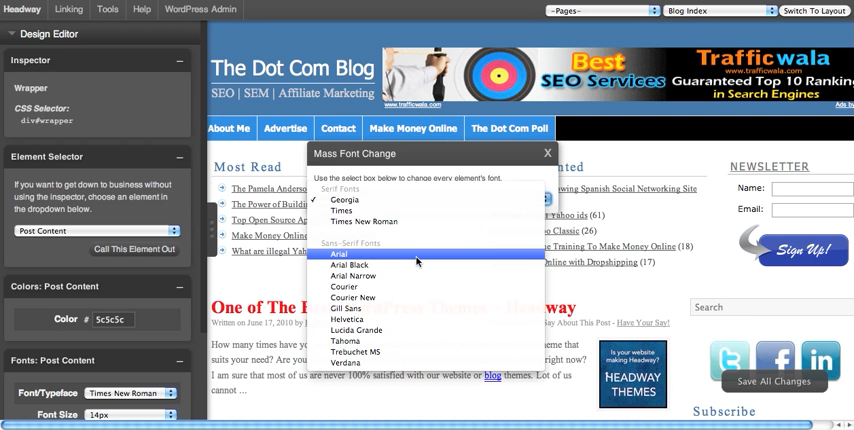 Headway Linking Tools Help WordPress Admin -Pages- Blog Index Switch To Layout
Design Editor
Inspector
Wrapper
CSS Selector:
div#wrapper
Element Selector
If you want to get down to business without
using the inspector, choose an element in
the dropdown below.
Post Content
Call This Element Out
Colors: Post Content
Color # 5c5c5c
Fonts: Post Content
Font/Typeface Times New Roman
Font Size 14px
The Dot Com Blog
SEO | SEM | Affiliate Marketing
www.trafficwala.com
Best
SEO Services
Trafficwala
www.trafficwala.com
Guaranteed Top 10 Ranking
in Search Engines
Ads by
About Me Advertise Contact Make Money Online The Dot Com Poll
Mass Font Change X
Use the select box below to change every element's font.
Serif Fonts
✓ Georgia
Times
Times New Roman
Sans-Serif Fonts
Arial
Arial Black
Arial Narrow
Courier
Courier New
Gill Sans
Helvetica
Lucida Grande
Tahoma
Trebuchet MS
Verdana
Most Read
The Pamela Anderso
The Power of Buildin
Top Open Source Ap
Make Money Online
What are illegal Yah
nted
owing Spanish Social Networking Site
Yahoo ids (61)
o Classic (26)
e Training To Make Money Online (18)
Online with Dropshipping (17)
NEWSLETTER
Name:
Email:
Sign Up!
One of The Headway
Written on June 17, 2010 by Say About This Post - Have Your Say!
How many times have eme that
suits your need? Are yo right now?
I am sure that most of us are never 100% satisfied with our website or blog themes. Lot of us
cannot ...
Is your website
making Headway?
HEADWAY
THEMES
Search
t f in
Save All Changes
Subscribe